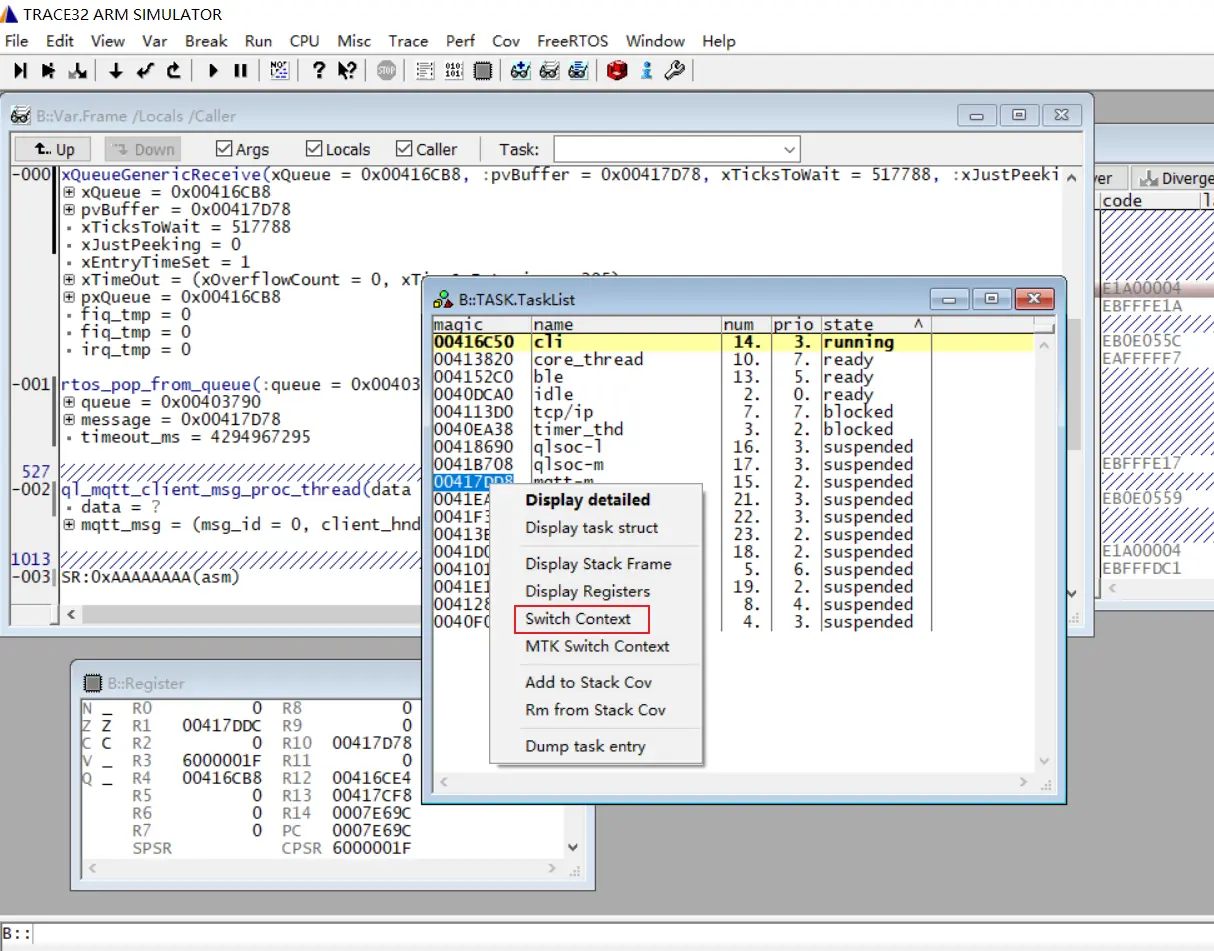 TRACE32 ARM SIMULATOR
File Edit View Var Break Run CPU Misc Trace Perf Cov FreeRTOS Window Help
B::Var.Frame /Locals /Caller
Up Down Args Locals Caller Task:
-000 xQueueGenericReceive(xQueue = 0x00416CB8, :pvBuffer = 0x00417D78, xTicksToWait = 517788, :xJustPeeki
xQueue = 0x00416CB8
pvBuffer = 0x00417D78
xTicksToWait = 517788
xJustPeeking = 0
xEntryTimeSet = 1
xTimeOut = (xOverflowCount = 0,
pxQueue = 0x00416CB8
fiq_tmp = 0
fiq_tmp = 0
irq_tmp = 0
-001 rtos_pop_from_queue(:queue = 0x00403
queue = 0x00403790
message = 0x00417D78
timeout_ms = 4294967295
527
-002 ql_mqtt_client_msg_proc_thread(data
data = ?
mqtt_msg = (msg_id = 0, client_hnd
1013
-003 SR:0xAAAAAAAA(asm)
ver Diverge
code
E1A00004
EBFFFE1A
EB0E055C
EAFFFFF7
EBFFFE17
EB0E0559
E1A00004
EBFFFDC1
B::TASK.TaskList
magic name num prio state
00416C50 cli 14. 3. running
00413820 core_thread 10. 7. ready
004152C0 ble 13. 5. ready
0040DCA0 idle 2. 0. ready
004113D0 tcp/ip 7. 7. blocked
0040EA38 timer_thd 3. 2. blocked
00418690 qlsoc-l 16. 3. suspended
0041B708 qlsoc-m 17. 3. suspended
00417DD8 mqtt-m 15. 2. suspended
0041EA 21. 3. suspended
0041F3 22. 3. suspended
00413E 23. 2. suspended
0041D0 18. 2. suspended
004101 5. 6. suspended
0041E1 19. 2. suspended
004128 8. 4. suspended
0040F0 4. 3. suspended
Display detailed
Display task struct
Display Stack Frame
Display Registers
Switch Context
MTK Switch Context
Add to Stack Cov
Rm from Stack Cov
Dump task entry
B::Register
N _ R0 0 R8 0
Z Z R1 00417DDC R9 0
C C R2 0 R10 00417D78
V _ R3 6000001F R11 0
Q _ R4 00416CB8 R12 00416CE4
R5 0 R13 00417CF8
R6 0 R14 0007E69C
R7 0 PC 0007E69C
SPSR CPSR 6000001F
B::